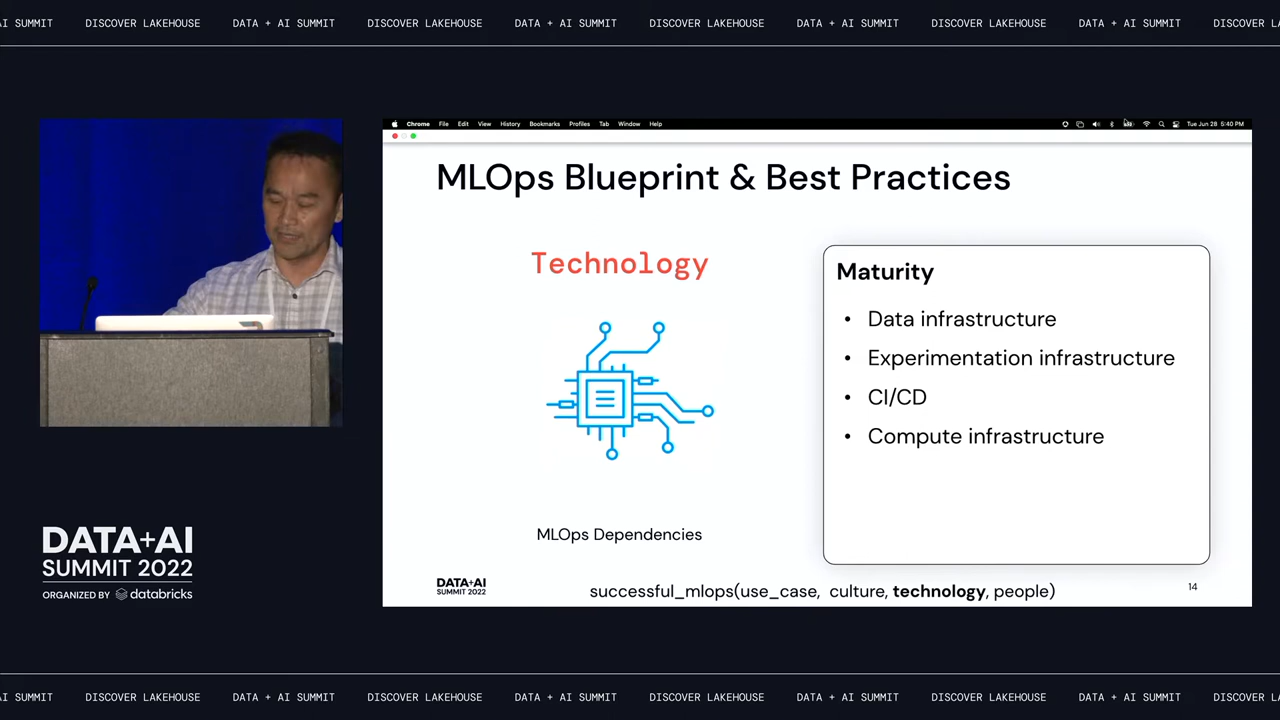 AI SUMMIT DISCOVER LAKEHOUSE DATA + AI SUMMIT DISCOVER LAKEHOUSE DATA + AI SUMMIT DISCOVER LAKEHOUSE DATA + AI SUMMIT DISCOVER LAKEHOUSE DATA + AI SUMMIT DISCOVER L
Chrome File Edit View History Bookmarks Profiles Tab Window Help Tue Jun 28 5:40 PM
MLOps Blueprint & Best Practices
Technology
Maturity
• Data infrastructure
• Experimentation infrastructure
• CI/CD
• Compute infrastructure
MLOps Dependencies
DATA+AI
SUMMIT 2022
successful_mlops(use_case, culture, technology, people)
14
DATA+AI
SUMMIT 2022
ORGANIZED BY databricks
AI SUMMIT DISCOVER LAKEHOUSE DATA + AI SUMMIT DISCOVER LAKEHOUSE DATA + AI SUMMIT DISCOVER LAKEHOUSE DATA + AI SUMMIT DISCOVER LAKEHOUSE DATA + AI SUMMIT DISCOVER L